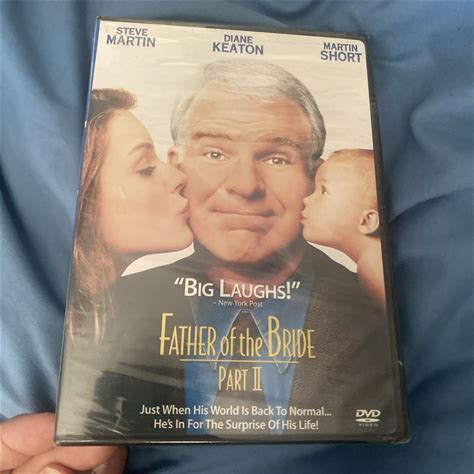 STEVE MARTIN
DIANE KEATON
MARTIN SHORT
"BIG LAUGHS!"
– New York Post
FATHER of the BRIDE
PART II
Just When His World Is Back To Normal...
He's In For The Surprise Of His Life!
DVD
VIDEO